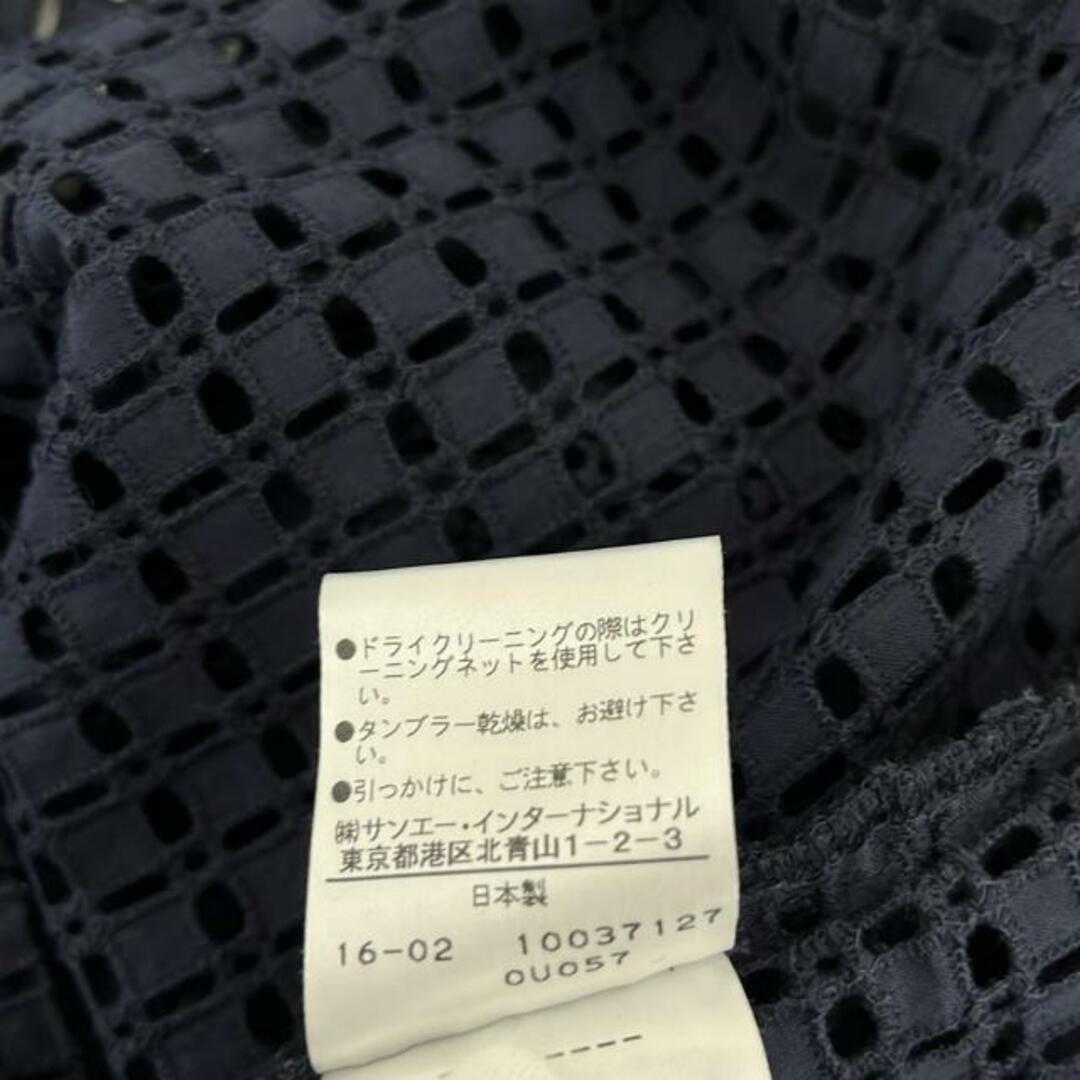 ●ドライクリーニングの際はクリ
ーニングネットを使用して下さ
い。
●タンブラー乾燥は、お避け下さ
い。
●引っかけに、ご注意下さい。
㈱サンエー・インターナショナル
東京都港区北青山1-2-3
日本製
16-02 10037127
0U057
----